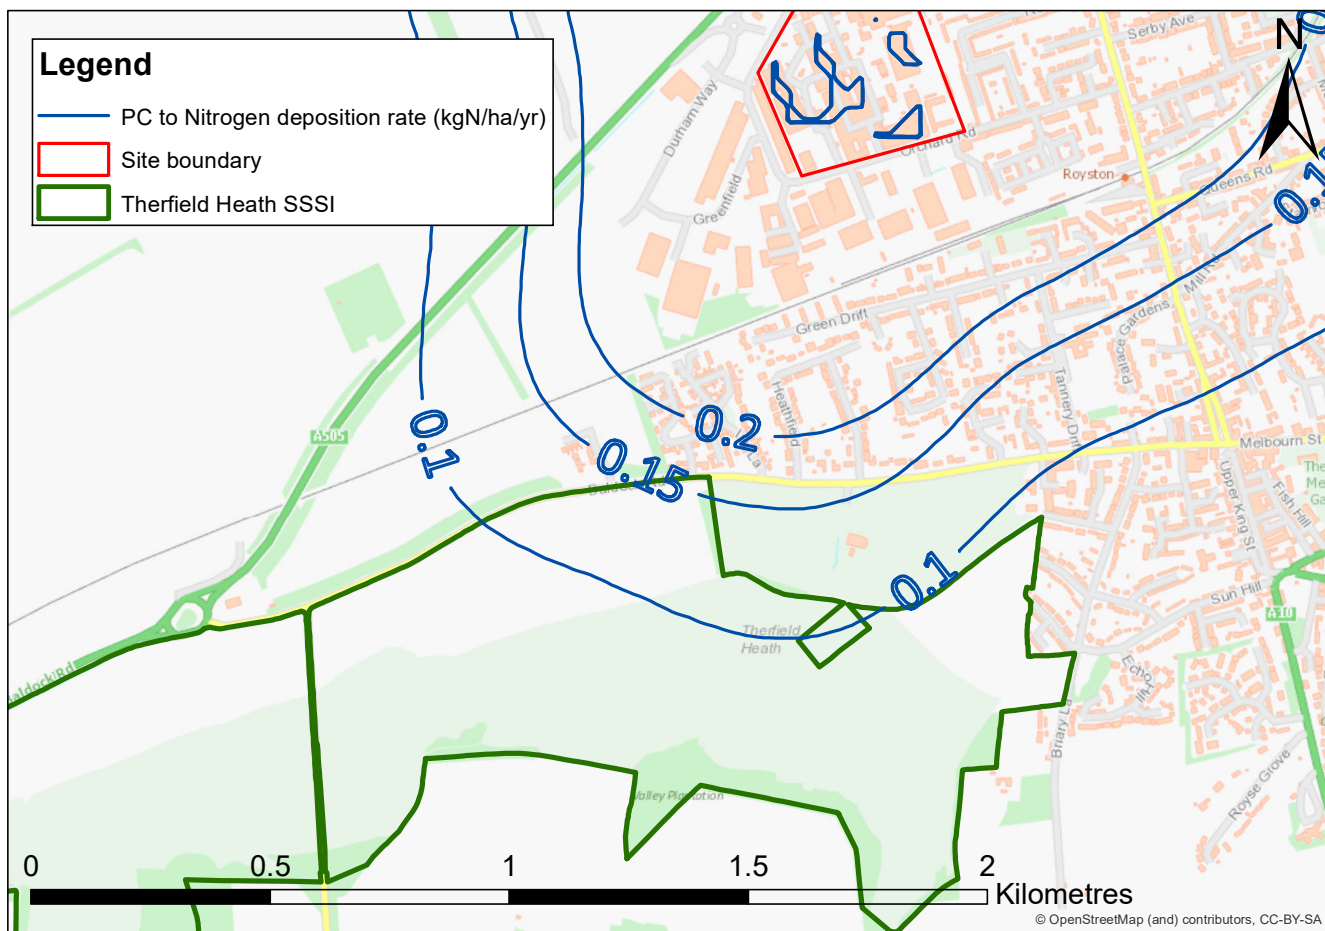 Serby Ave
N
Legend
PC to Nitrogen deposition rate (kgN/ha/yr)
Site boundary
Therfield Heath SSSI
Durham Way
Orchard Rd
Royston
Queens Rd
Greenfield
Mill Rd
Green Drift
Palace Gardens
Heathfield
Tannery Drift
0.1
A505
0.2
La
Melbourn St
0.15
Upper King St
Fish Hill
0.1
Sun Hill
A10
Therfield
Heath
Echo
Hill
Baldock Rd
Briary La
Royse Grove
Valley Plantation
0
0.5
1
1.5
2
Kilometres
© OpenStreetMap (and) contributors, CC-BY-SA